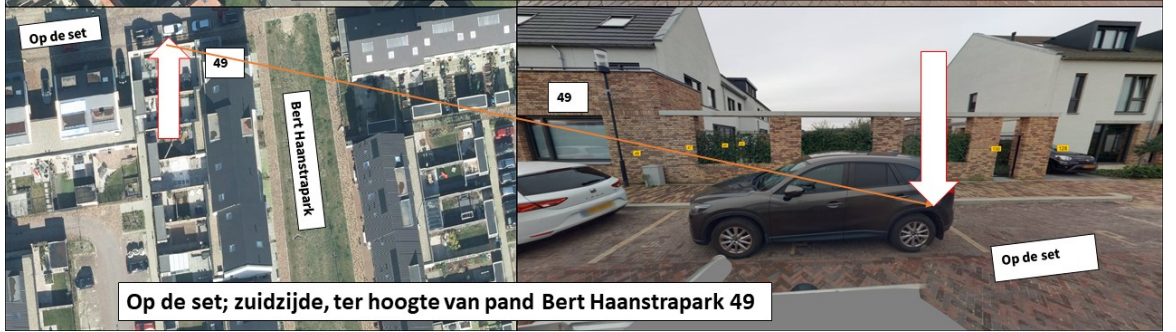 Op de set
49
Bert Haanstrapark
49
Op de set
Op de set; zuidzijde, ter hoogte van pand Bert Haanstrapark 49